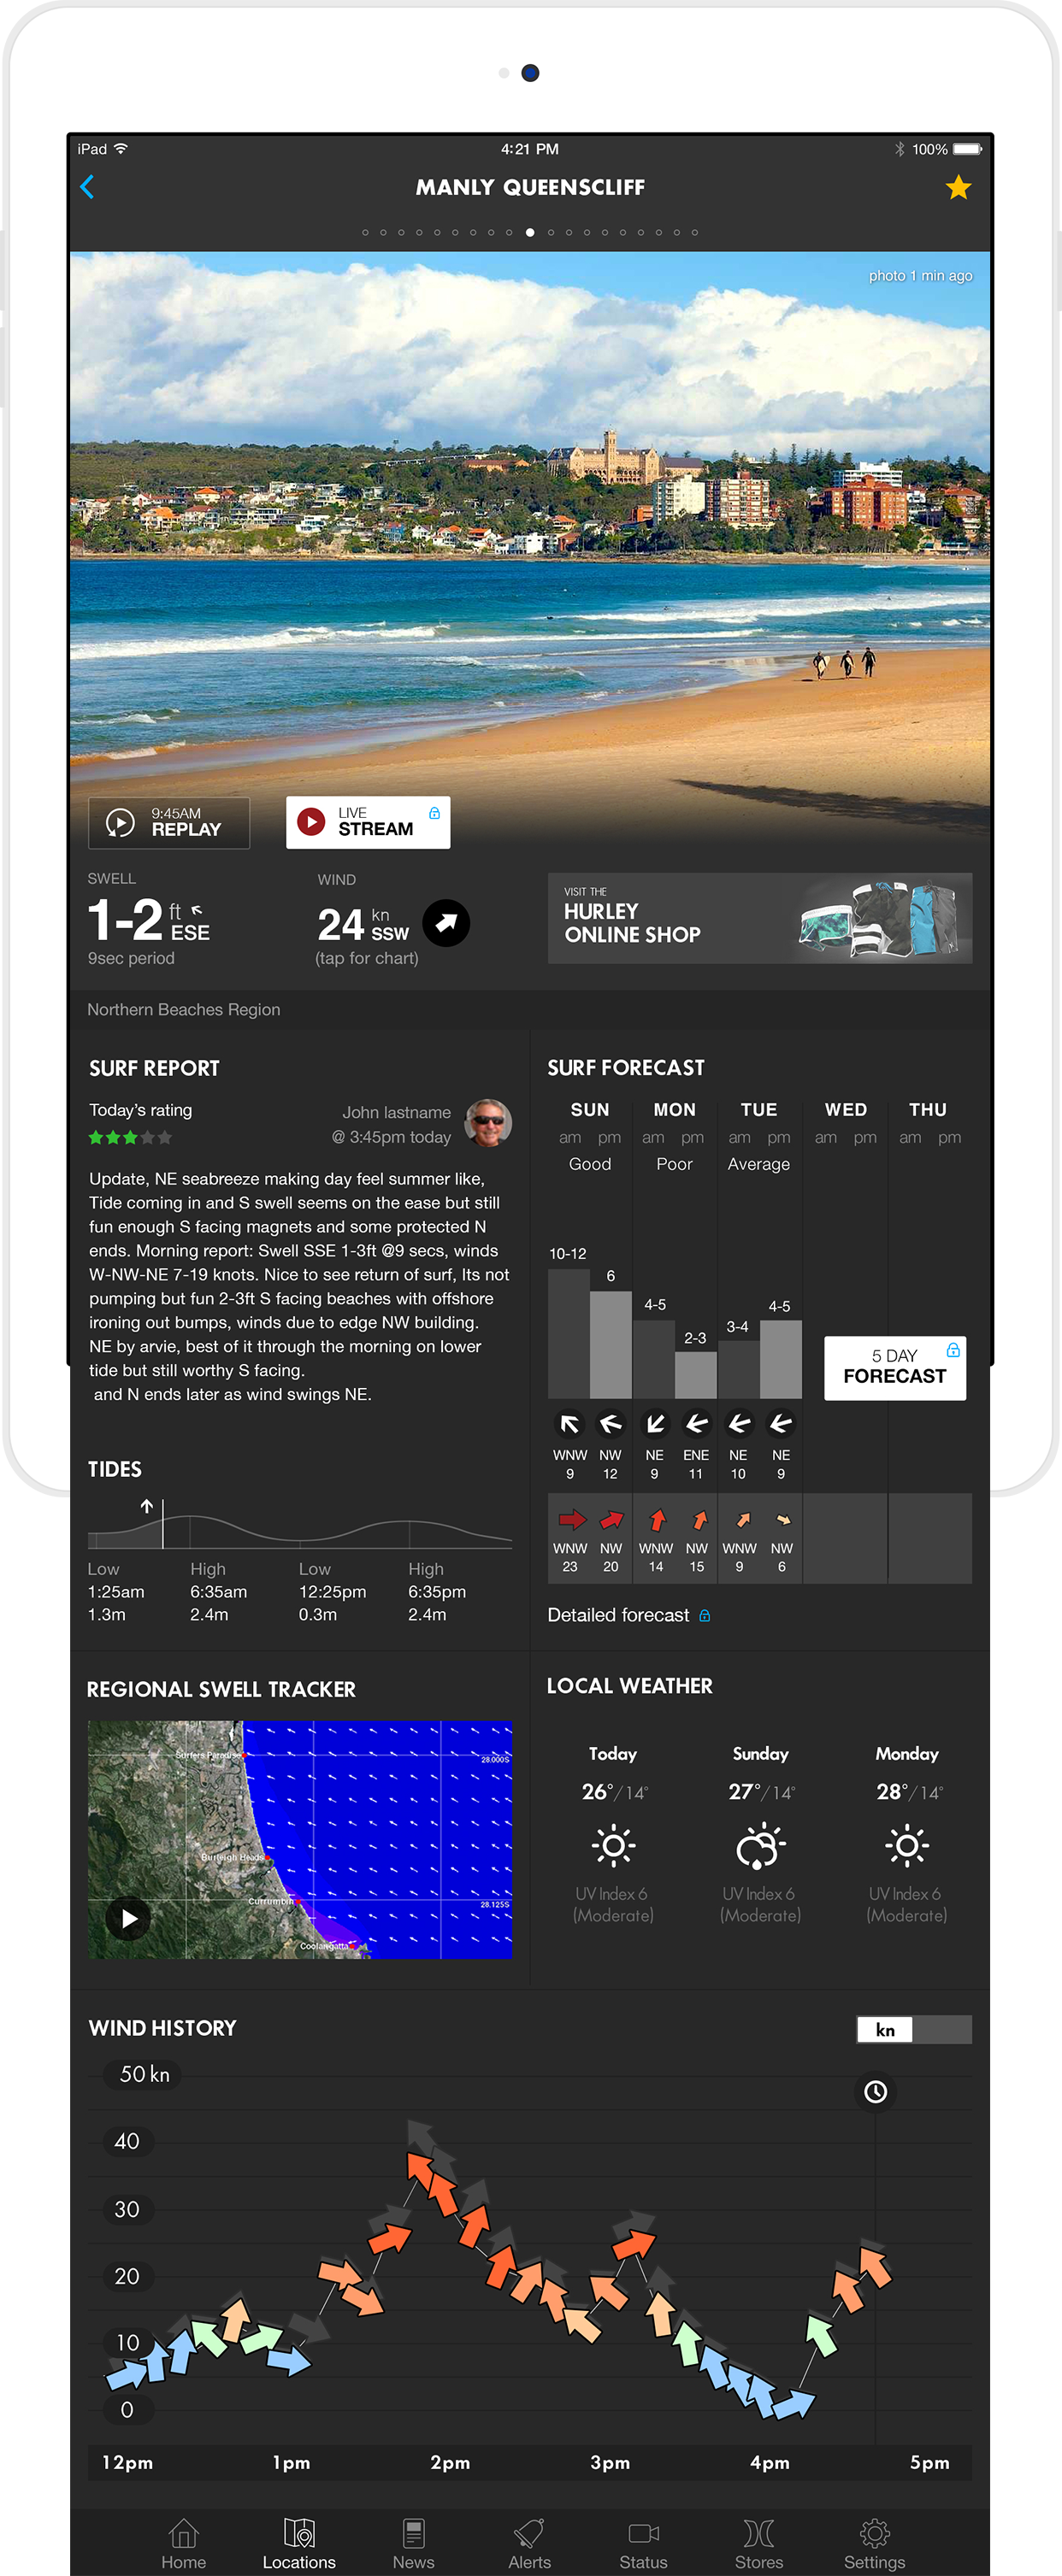 iPad 4:21 PM 100%
MANLY QUEENSCLIFF
photo 1 min ago
9:45AM
REPLAY
LIVE
STREAM
SWELL
1-2 ft
ESE
9sec period
WIND
24 kn
SSW
(tap for chart)
VISIT THE
HURLEY
ONLINE SHOP
Northern Beaches Region
SURF REPORT
Today's rating
John lastname
@ 3:45pm today
Update, NE seabreeze making day feel summer like,
Tide coming in and S swell seems on the ease but still
fun enough S facing magnets and some protected N
ends. Morning report: Swell SSE 1-3ft @9 secs, winds
W-NW-NE 7-19 knots. Nice to see return of surf, Its not
pumping but fun 2-3ft S facing beaches with offshore
ironing out bumps, winds due to edge NW building.
NE by arvie, best of it through the morning on lower
tide but still worthy S facing.
and N ends later as wind swings NE.
SURF FORECAST
SUN MON TUE WED THU
am pm am pm am pm am pm am pm
Good Poor Average
10-12 6 4-5 2-3 3-4 4-5
5 DAY
FORECAST
WNW NW NE ENE NE NE
9 12 9 11 10 9
WNW NW WNW NW WNW NW
23 20 14 15 9 6
Detailed forecast
TIDES
Low High Low High
1:25am 6:35am 12:25pm 6:35pm
1.3m 2.4m 0.3m 2.4m
REGIONAL SWELL TRACKER
Surfers Paradise
28.000S
Burleigh Heads
Currumbin
28.125S
Coolangatta
LOCAL WEATHER
Today Sunday Monday
26°/14° 27°/14° 28°/14°
UV Index 6 UV Index 6 UV Index 6
(Moderate) (Moderate) (Moderate)
WIND HISTORY
kn
50 kn
40
30
20
10
0
12pm 1pm 2pm 3pm 4pm 5pm
Home Locations News Alerts Status Stores Settings